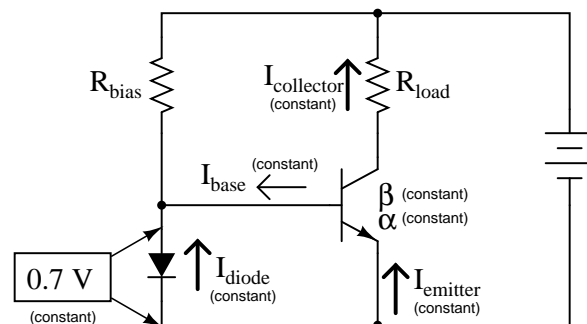 R_bias
I_collector
(constant)
R_load
I_base
(constant)
β (constant)
α (constant)
0.7 V
(constant)
I_diode
(constant)
I_emitter
(constant)